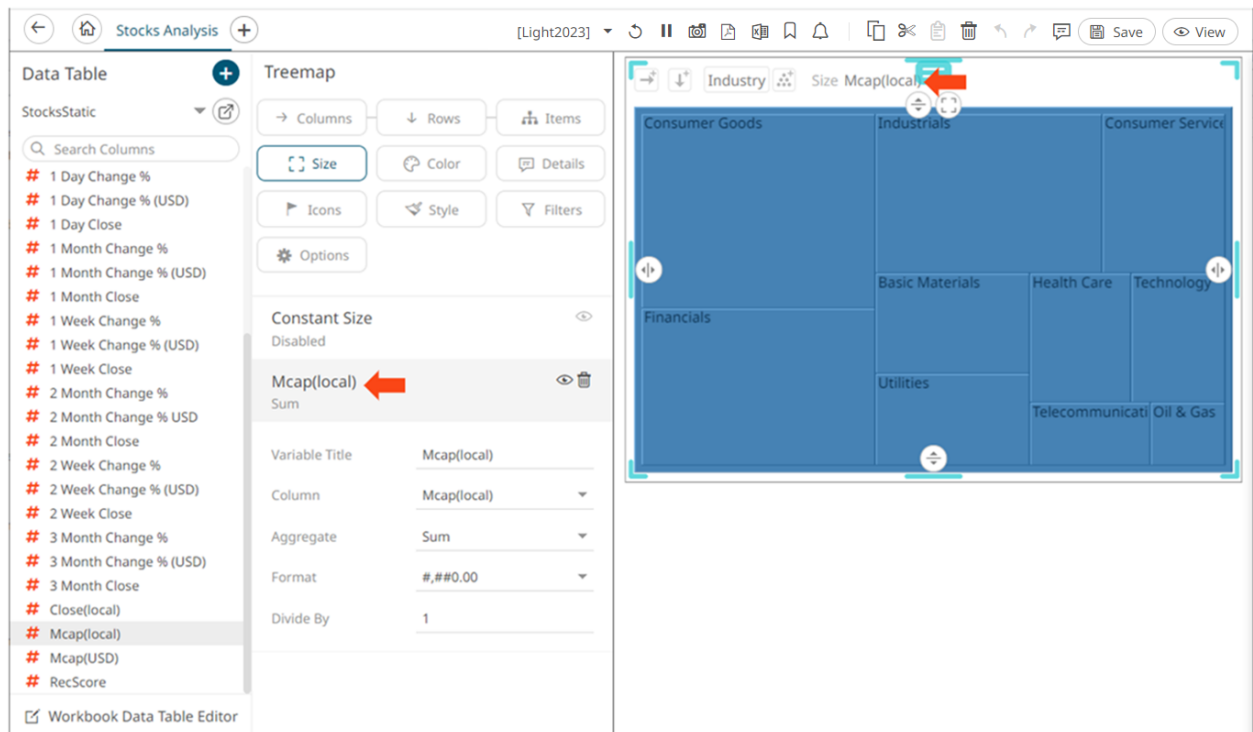 Stocks Analysis
[Light2023]
Save
View
Data Table
StocksStatic
Search Columns
# 1 Day Change %
# 1 Day Change % (USD)
# 1 Day Close
# 1 Month Change %
# 1 Month Change % (USD)
# 1 Month Close
# 1 Week Change %
# 1 Week Change % (USD)
# 1 Week Close
# 2 Month Change %
# 2 Month Change % USD
# 2 Month Close
# 2 Week Change %
# 2 Week Change % (USD)
# 2 Week Close
# 3 Month Change %
# 3 Month Change % (USD)
# 3 Month Close
# Close(local)
# Mcap(local)
# Mcap(USD)
# RecScore
Workbook Data Table Editor
Treemap
Columns
Rows
Items
Size
Color
Details
Icons
Style
Filters
Options
Constant Size
Disabled
Mcap(local)
Sum
Variable Title Mcap(local)
Column Mcap(local)
Aggregate Sum
Format #,##0.00
Divide By 1
Industry Size Mcap(local)
Consumer Goods
Industrials
Consumer Service
Financials
Basic Materials
Health Care
Technology
Utilities
Telecommunicati
Oil & Gas